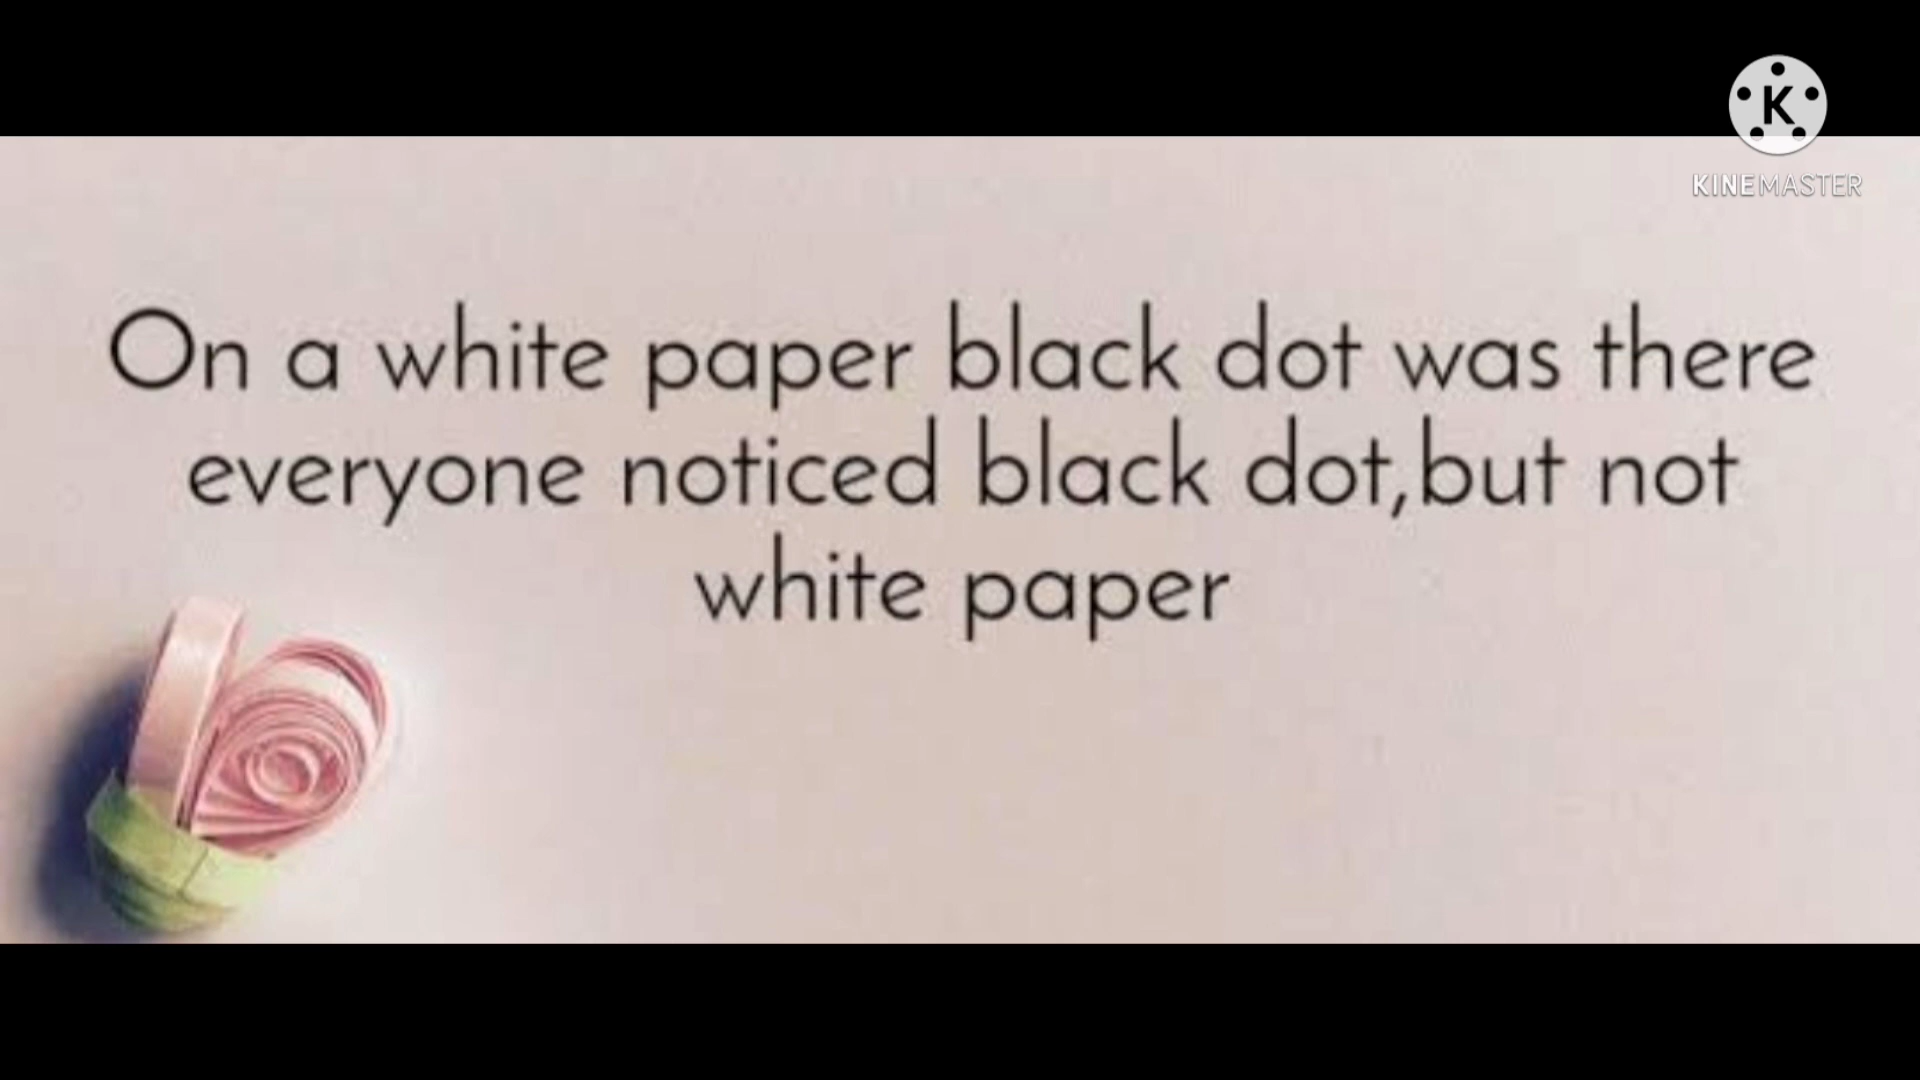 K
KINEMASTER
On a white paper black dot was there
everyone noticed black dot,but not
white paper